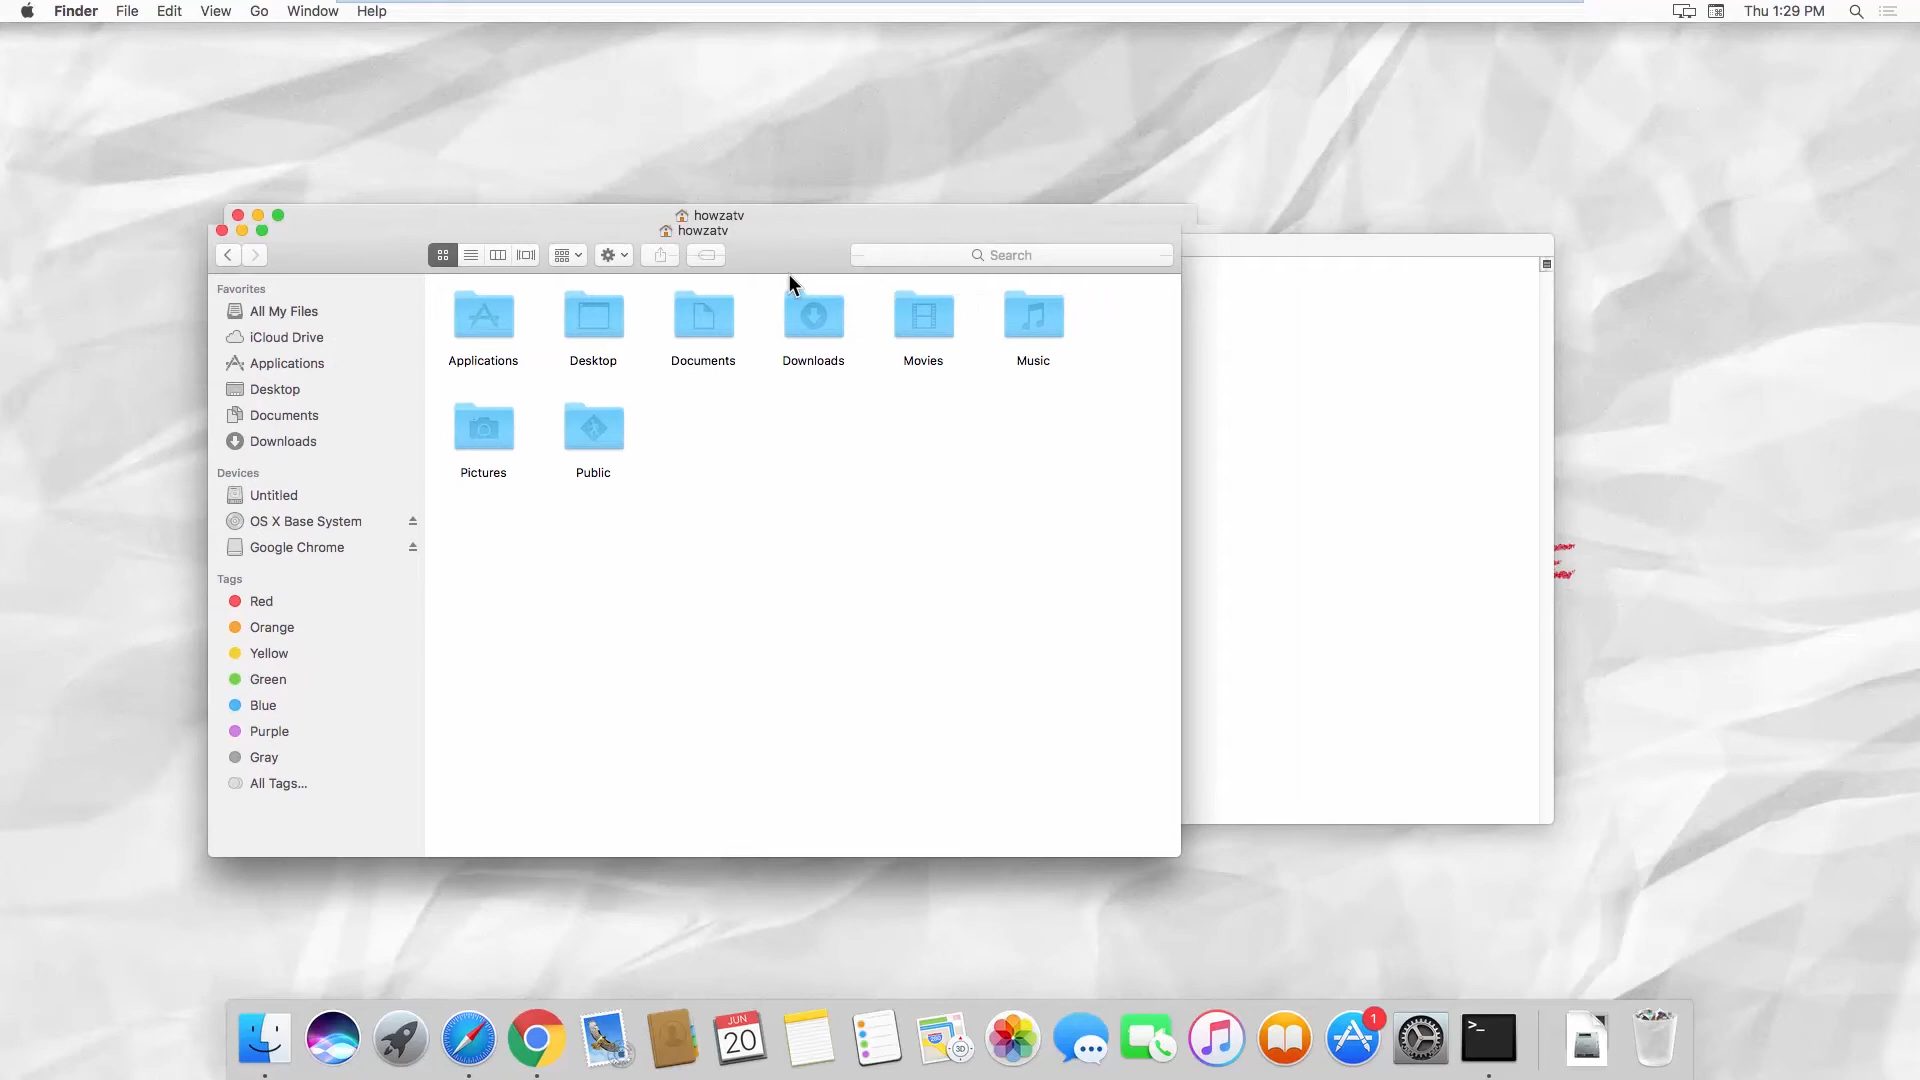 Finder File Edit View Go Window Help Thu 1:29 PM
howzatv
howzatv
Search
Favorites
All My Files
iCloud Drive
Applications
Desktop
Documents
Downloads
Devices
Untitled
OS X Base System
Google Chrome
Tags
Red
Orange
Yellow
Green
Blue
Purple
Gray
All Tags...
Applications Desktop Documents Downloads Movies Music
Pictures Public
JUN
20
3D
1
>_